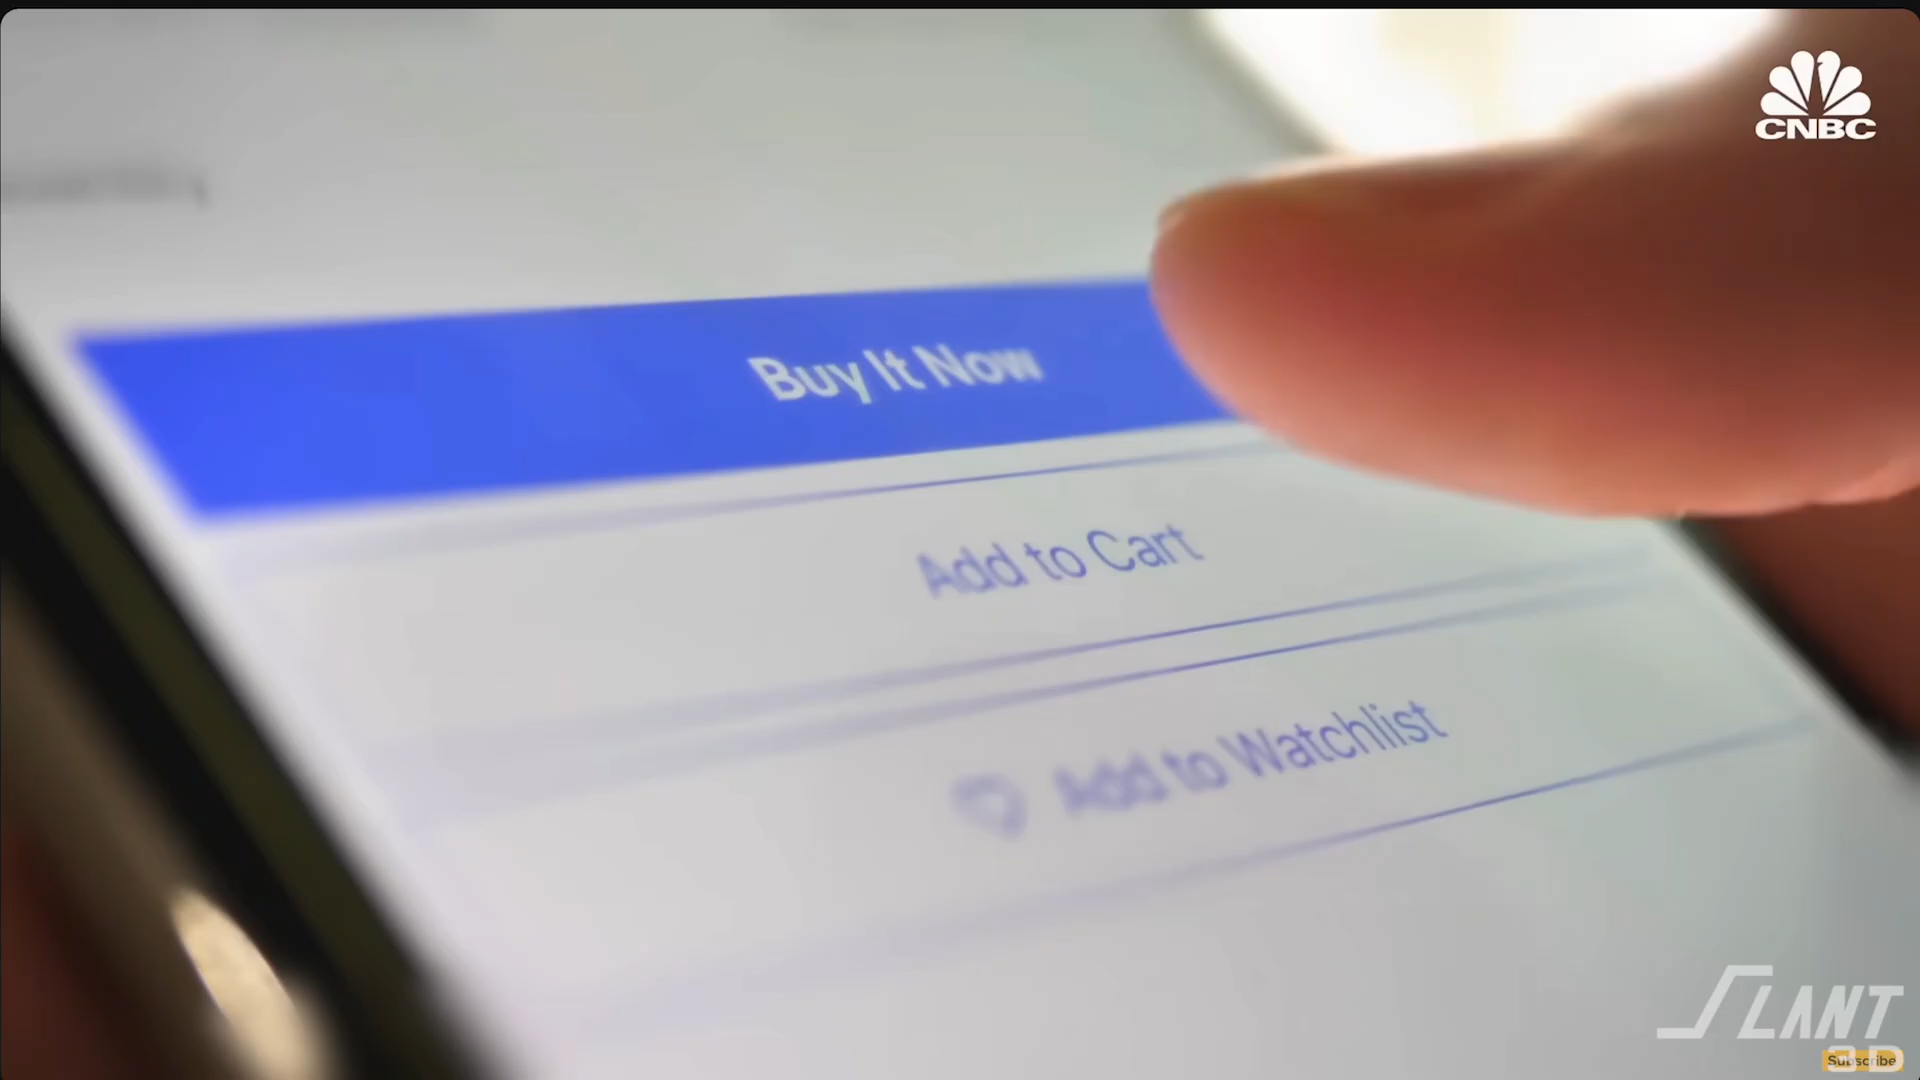 CNBC
Buy It Now
Add to Cart
Add to Watchlist
SLANT
3D
Subscribe